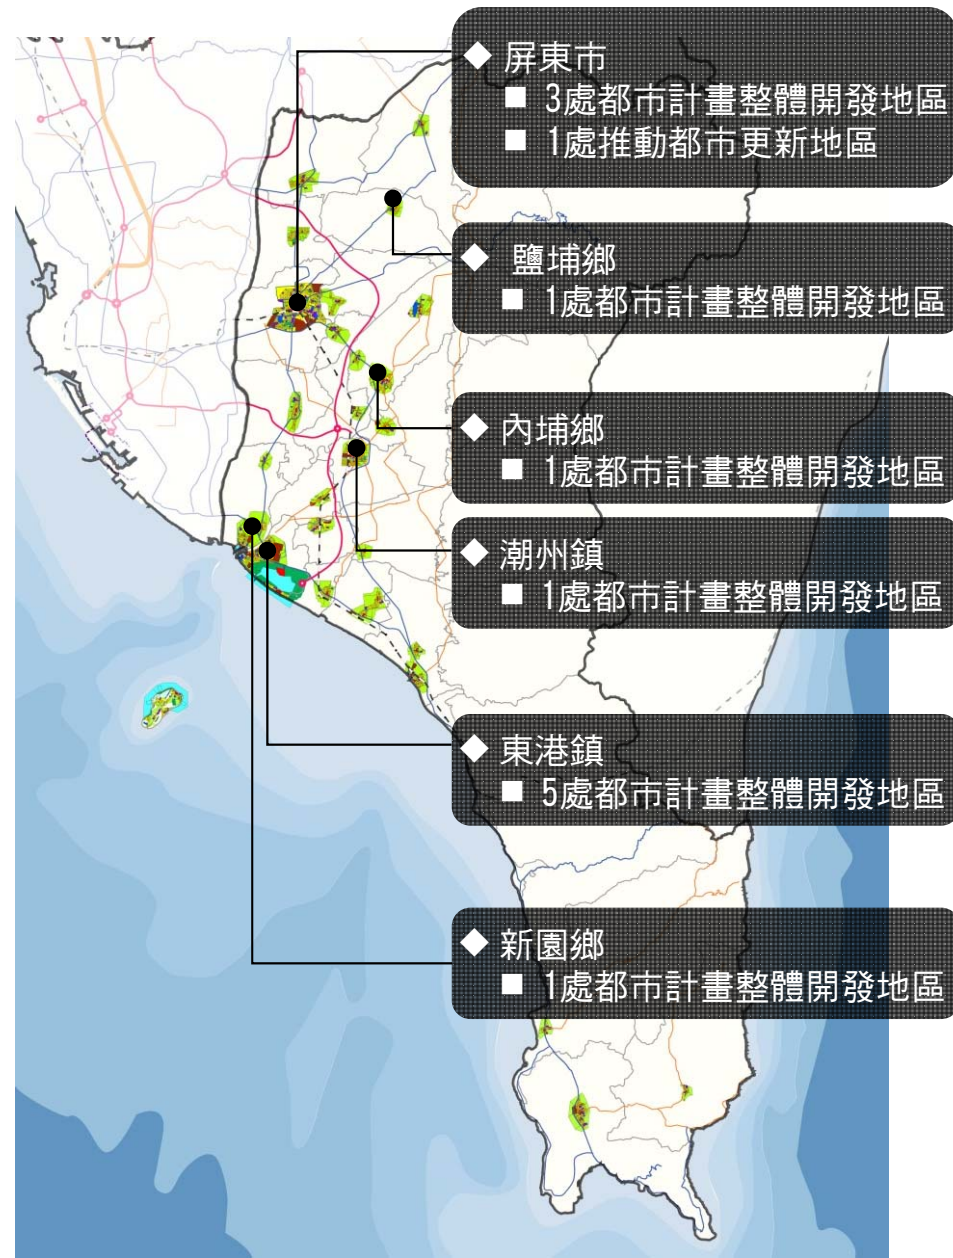 ◆ 屏東市
■ 3處都市計畫整體開發地區
■ 1處推動都市更新地區
◆ 鹽埔鄉
■ 1處都市計畫整體開發地區
◆ 內埔鄉
■ 1處都市計畫整體開發地區
◆ 潮州鎮
■ 1處都市計畫整體開發地區
◆ 東港鎮
■ 5處都市計畫整體開發地區
◆ 新園鄉
■ 1處都市計畫整體開發地區